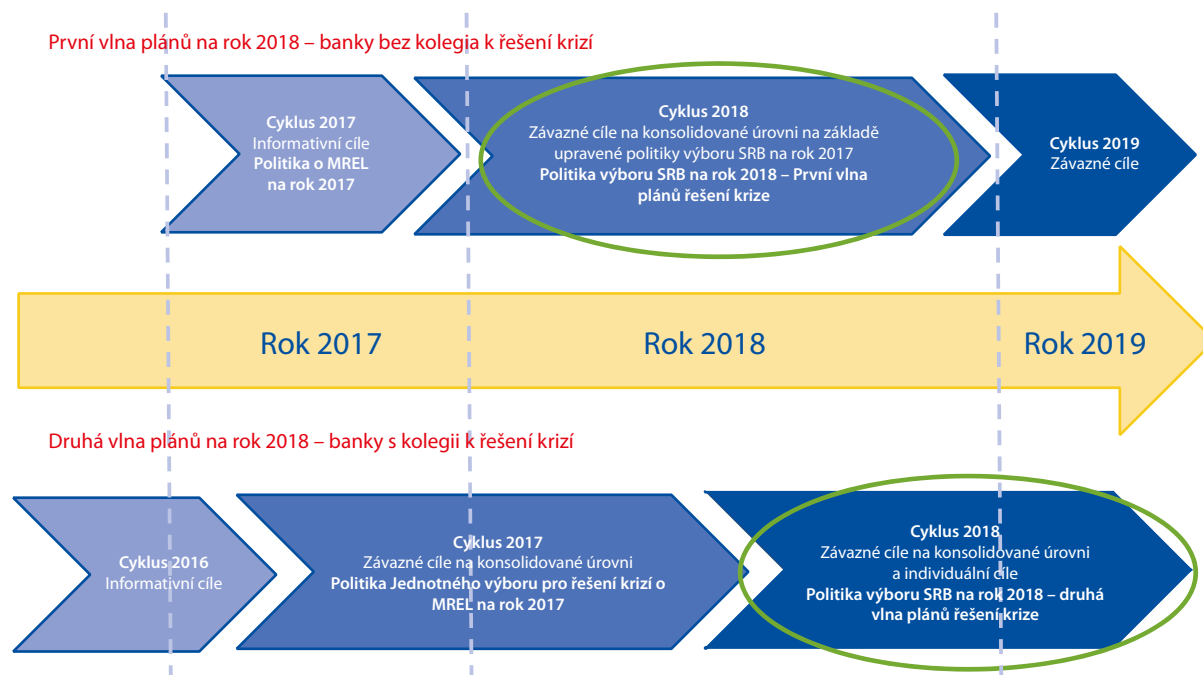 První vlna plánů na rok 2018 – banky bez kolegia k řešení krizí
Cyklus 2017
Informativní cíle
Politika o MREL
na rok 2017
Cyklus 2018
Závazné cíle na konsolidované úrovni na základě
upravené politiky výboru SRB na rok 2017
Politika výboru SRB na rok 2018 – První vlna
plánů řešení krize
Cyklus 2019
Závazné cíle
Rok 2017
Rok 2018
Rok 2019
Druhá vlna plánů na rok 2018 – banky s kolegii k řešení krizí
Cyklus 2016
Informativní cíle
Cyklus 2017
Závazné cíle na konsolidované úrovni
Politika Jednotného výboru pro řešení krizí o
MREL na rok 2017
Cyklus 2018
Závazné cíle na konsolidované úrovni
a individuální cíle
Politika výboru SRB na rok 2018 – druhá
vlna plánů řešení krize